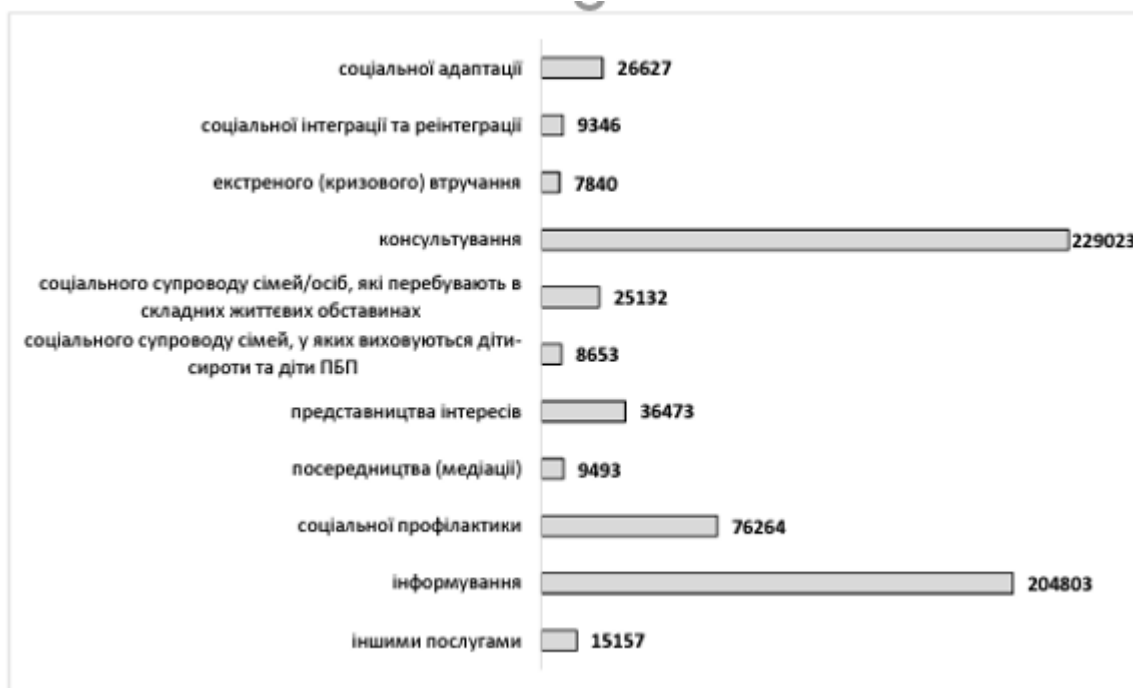 соціальної адаптації 26627
соціальної інтеграції та реінтеграції 9346
екстреного (кризового) втручання 7840
консультування 229023
соціального супроводу сімей/осіб, які перебувають в
складних життєвих обставинах 25132
соціального супроводу сімей, у яких виховуються діти-
сироти та діти ПБП 8653
представництва інтересів 36473
посередництва (медіації) 9493
соціальної профілактики 76264
інформування 204803
іншими послугами 15157